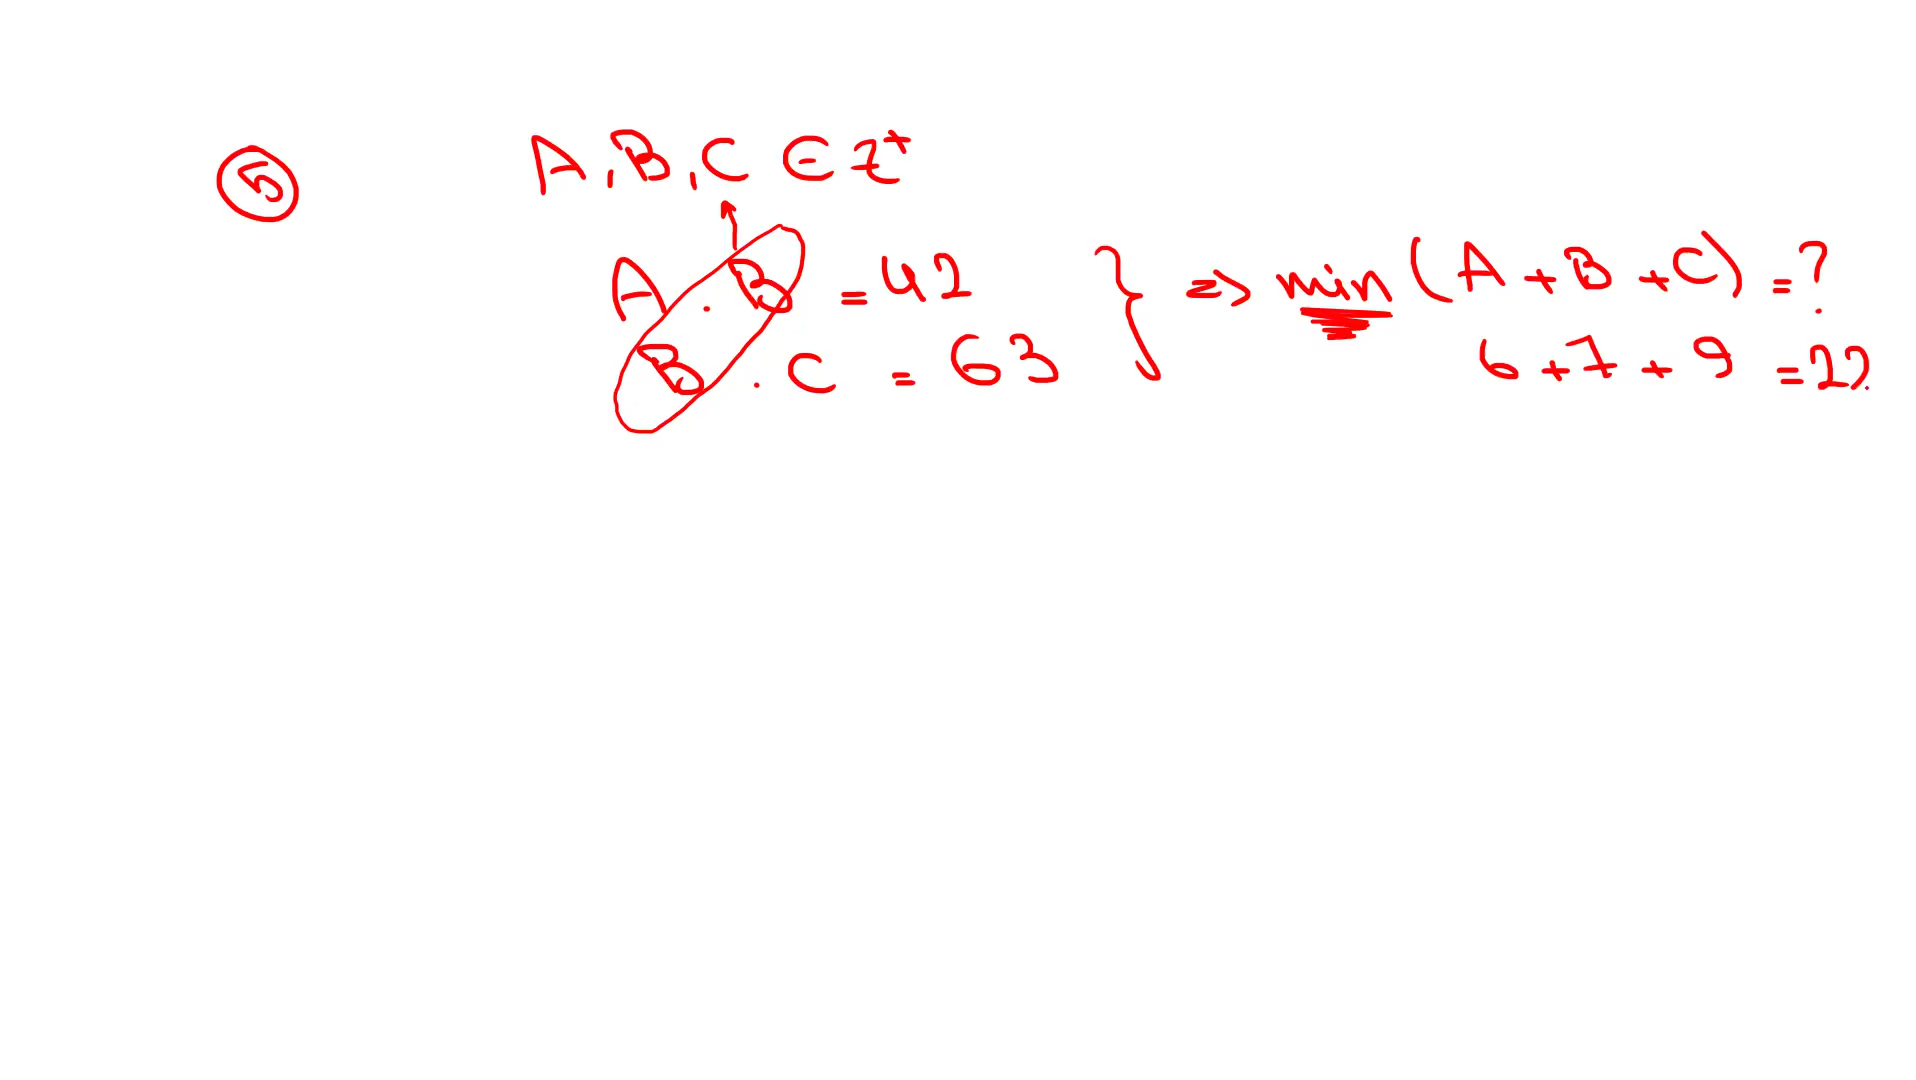 5
A, B, C ∈ Z⁺
A . B = 42
B . C = 63
} => min (A + B + C) = ?
6 + 7 + 9 = 22